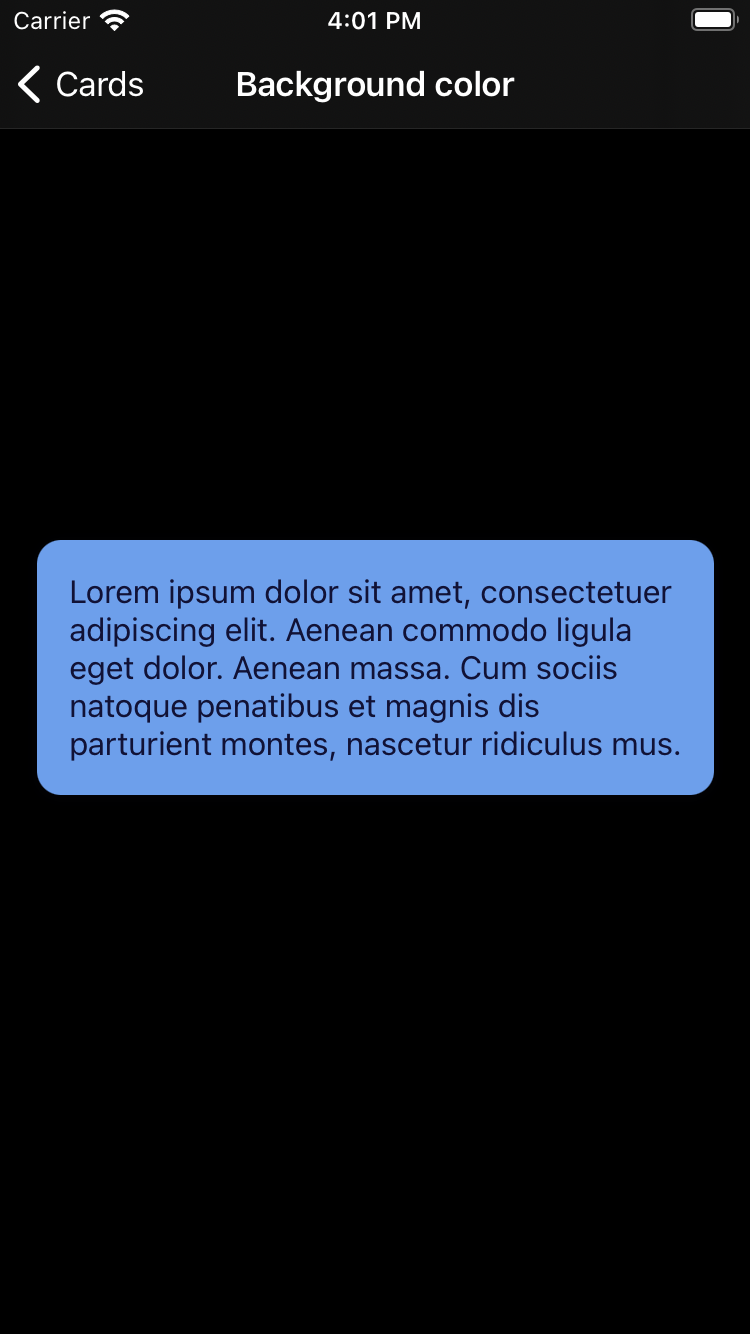 Carrier 4:01 PM
Cards Background color
Lorem ipsum dolor sit amet, consectetuer
adipiscing elit. Aenean commodo ligula
eget dolor. Aenean massa. Cum sociis
natoque penatibus et magnis dis
parturient montes, nascetur ridiculus mus.